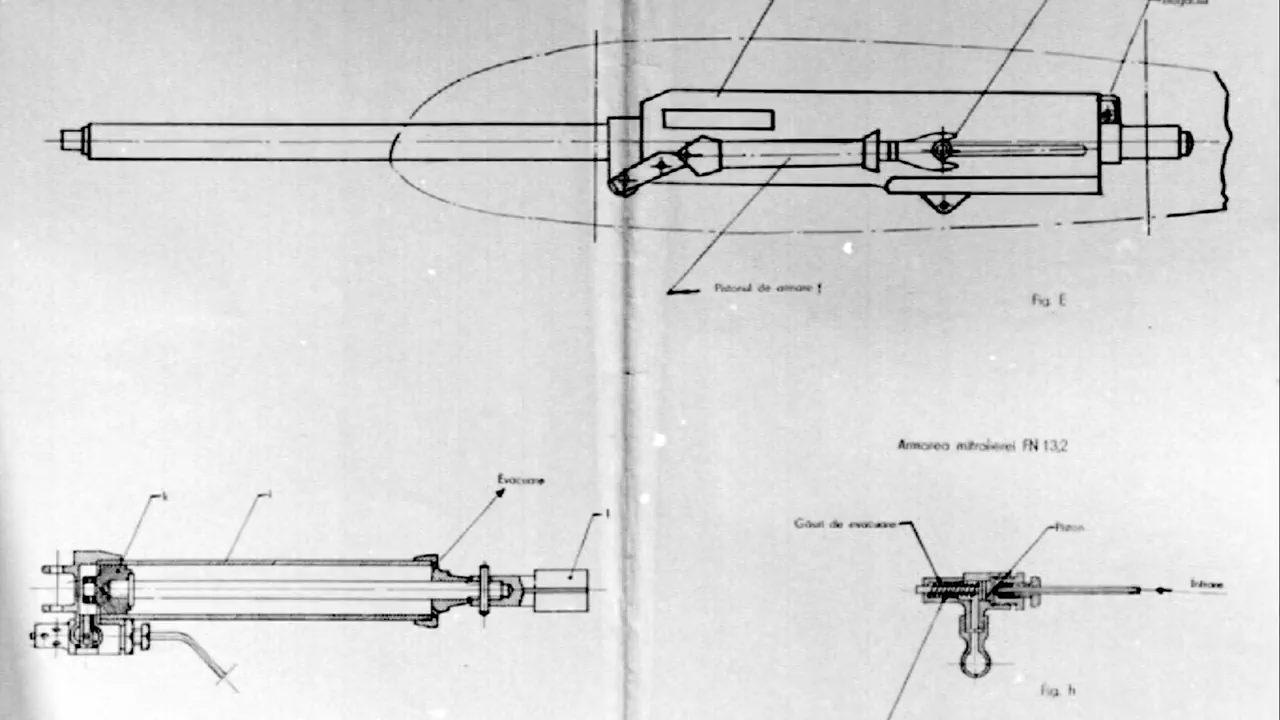 Pistonul de armare f
Fig. E
Armarea mitralierei FN 13,2
Evacuare
k
i
l
Găuri de evacuare
Piston
Intrare
Fig. h